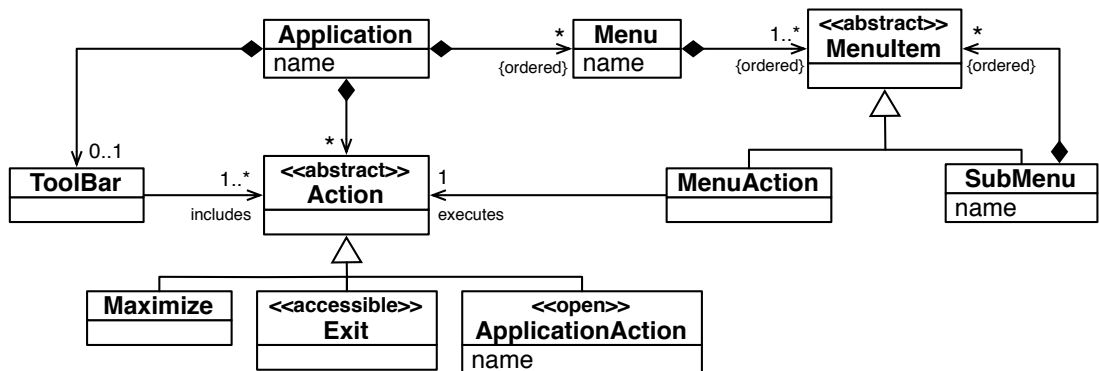 Application
name
*
{ordered}
Menu
name
1..*
{ordered}
<<abstract>>
MenuItem
*
{ordered}
0..1
ToolBar
*
1..*
includes
<<abstract>>
Action
1
executes
MenuAction
SubMenu
name
Maximize
<<accessible>>
Exit
<<open>>
ApplicationAction
name